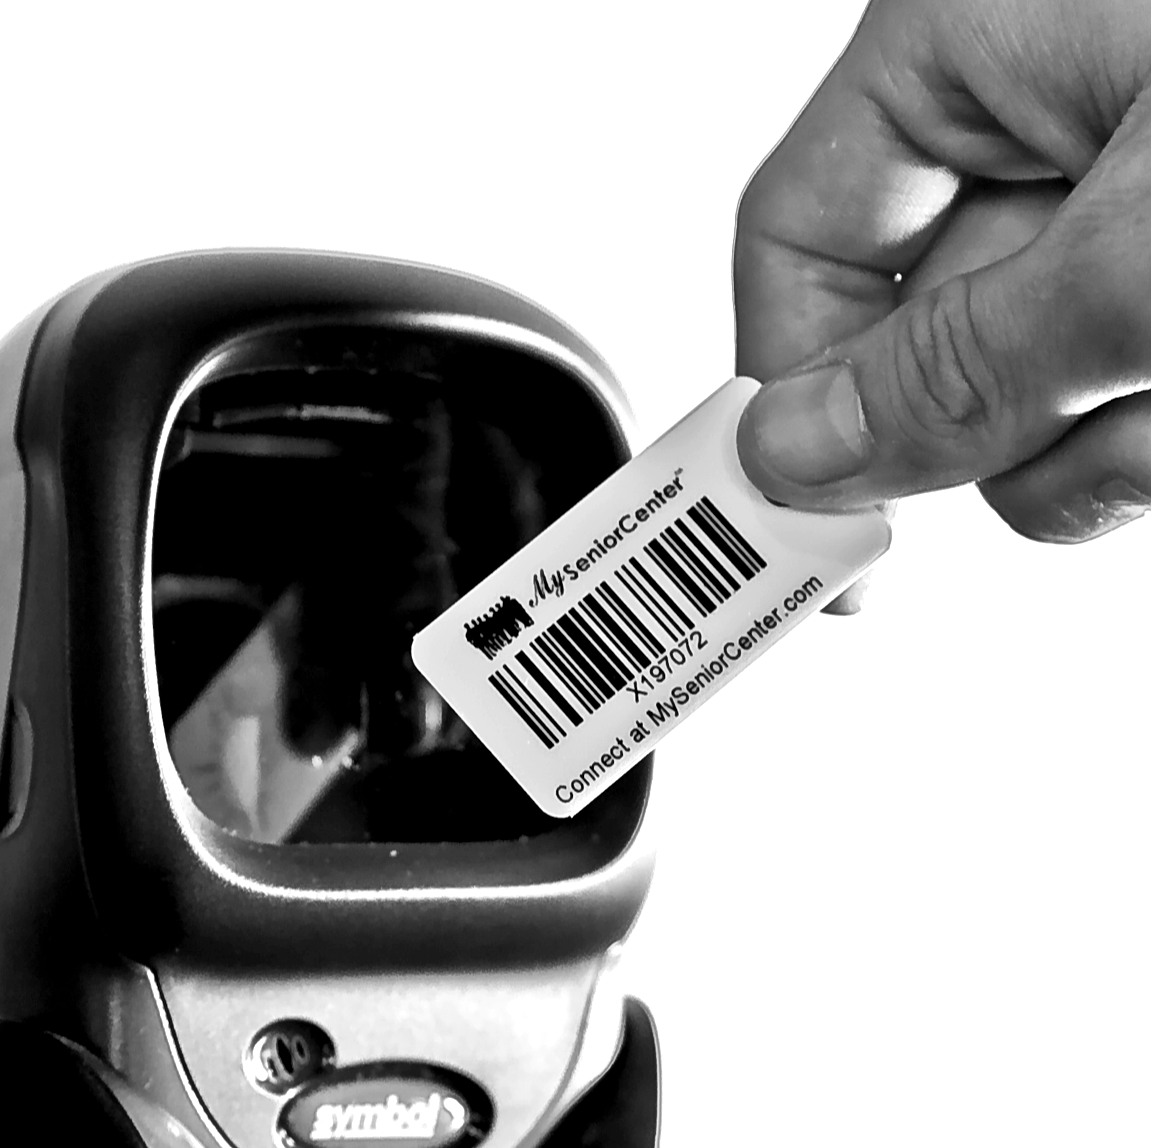 MySeniorCenter™
X197072
Connect at MySeniorCenter.com
symbol